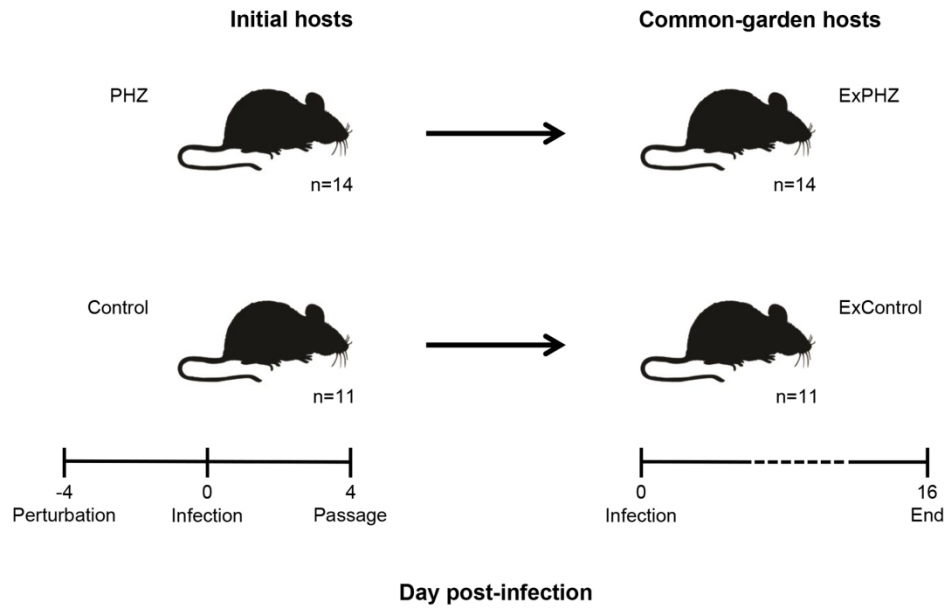 Initial hosts
Common-garden hosts
PHZ
ExPHZ
n=14
n=14
Control
ExControl
n=11
n=11
-4
0
4
0
16
Perturbation
Infection
Passage
Infection
End
Day post-infection